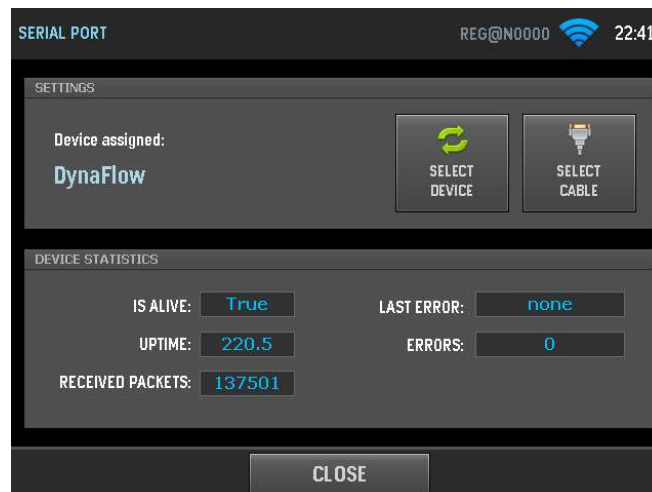 SERIAL PORT REG@N0000 22:41
SETTINGS
Device assigned:
DynaFlow
SELECT DEVICE
SELECT CABLE
DEVICE STATISTICS
IS ALIVE: True LAST ERROR: none
UPTIME: 220.5 ERRORS: 0
RECEIVED PACKETS: 137501
CLOSE